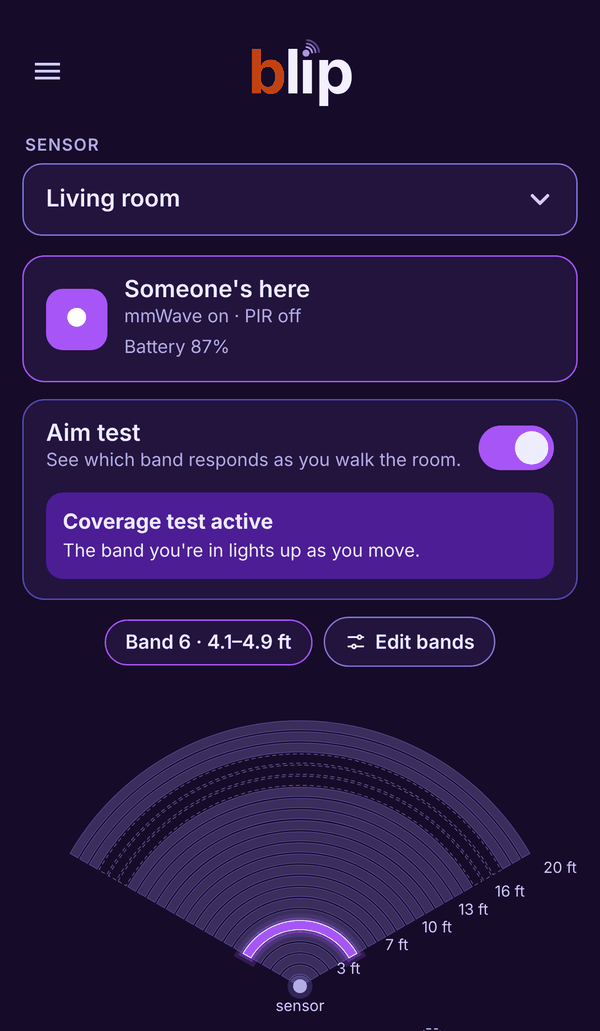 blip
SENSOR
Living room
Someone's here
mmWave on · PIR off
Battery 87%
Aim test
See which band responds as you walk the room.
Coverage test active
The band you're in lights up as you move.
Band 6 · 4.1–4.9 ft
Edit bands
20 ft
16 ft
13 ft
10 ft
7 ft
3 ft
sensor